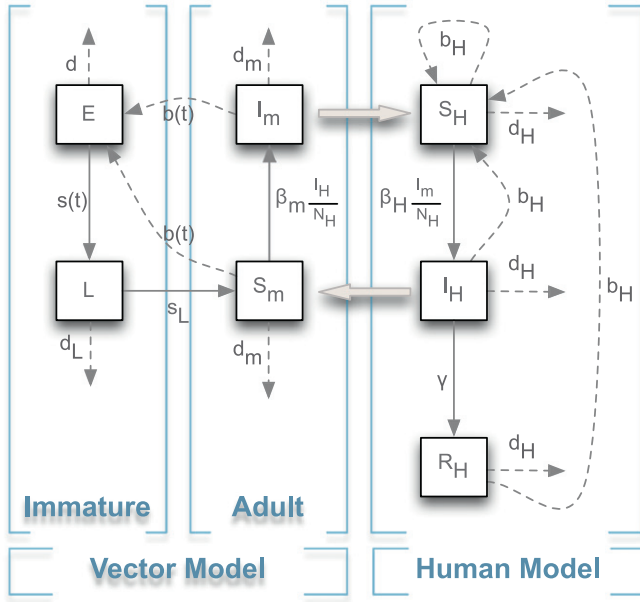 b_H
d
d_m
E
b(t)
I_m
S_H
d_H
s(t)
β_m I_H/N_H
β_H I_m/N_H
b_H
b(t)
L
s_L
S_m
I_H
d_H
b_H
d_L
d_m
γ
R_H
d_H
Immature
Adult
Vector Model
Human Model